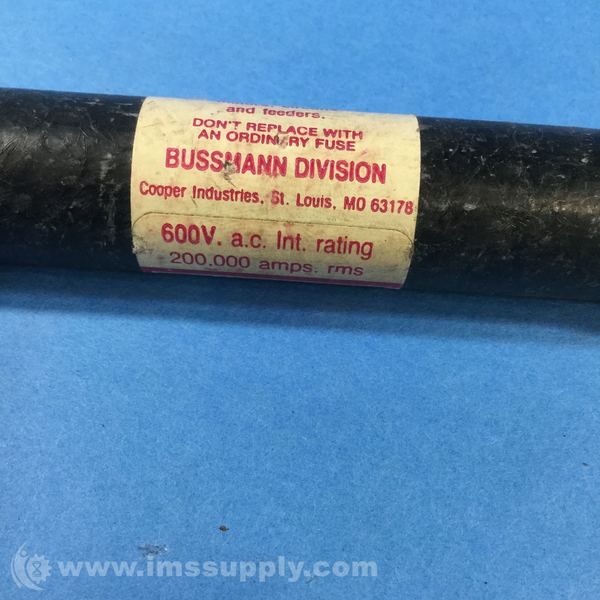 and feeders.
DON'T REPLACE WITH
AN ORDINARY FUSE
BUSSMANN DIVISION
Cooper Industries, St. Louis, MO 63178
600V. a.c. Int. rating
200.000 amps. rms
www.imssupply.com